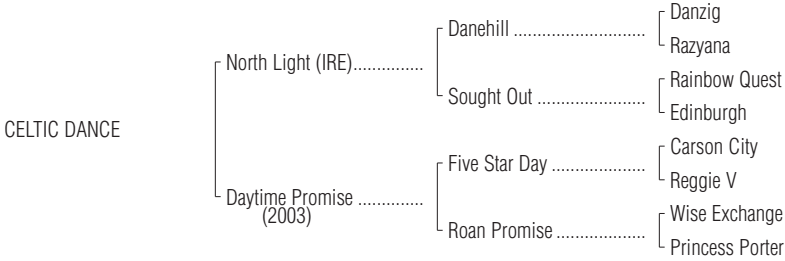 Danzig
Danehill ............................
Razyana
North Light (IRE)...............
Rainbow Quest
Sought Out .......................
Edinburgh
CELTIC DANCE
Carson City
Five Star Day ....................
Reggie V
Daytime Promise ..............
(2003)
Wise Exchange
Roan Promise ...................
Princess Porter